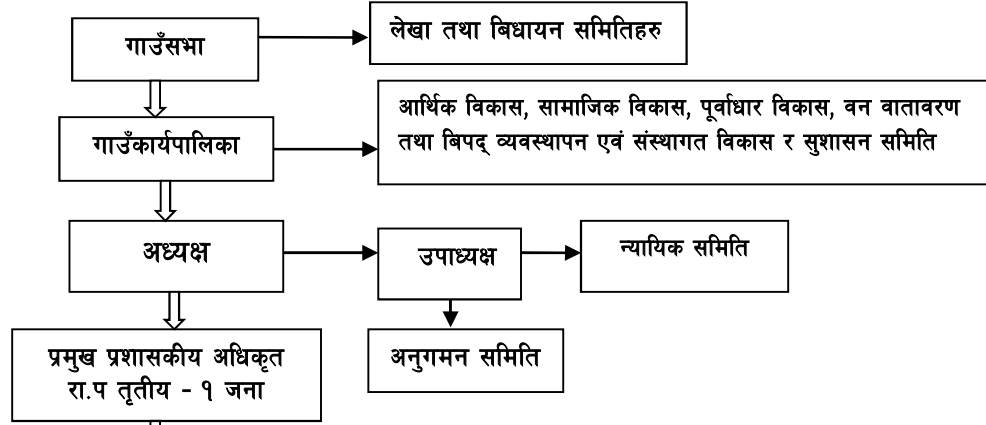 गाउँसभा
लेखा तथा बिधायन समितिहरु
गाउँकार्यपालिका
आर्थिक विकास, सामाजिक विकास, पूर्वाधार विकास, वन वातावरण
तथा बिपद् व्यवस्थापन एवं संस्थागत विकास र सुशासन समिति
अध्यक्ष
उपाध्यक्ष
न्यायिक समिति
प्रमुख प्रशासकीय अधिकृत
रा.प तृतीय - १ जना
अनुगमन समिति